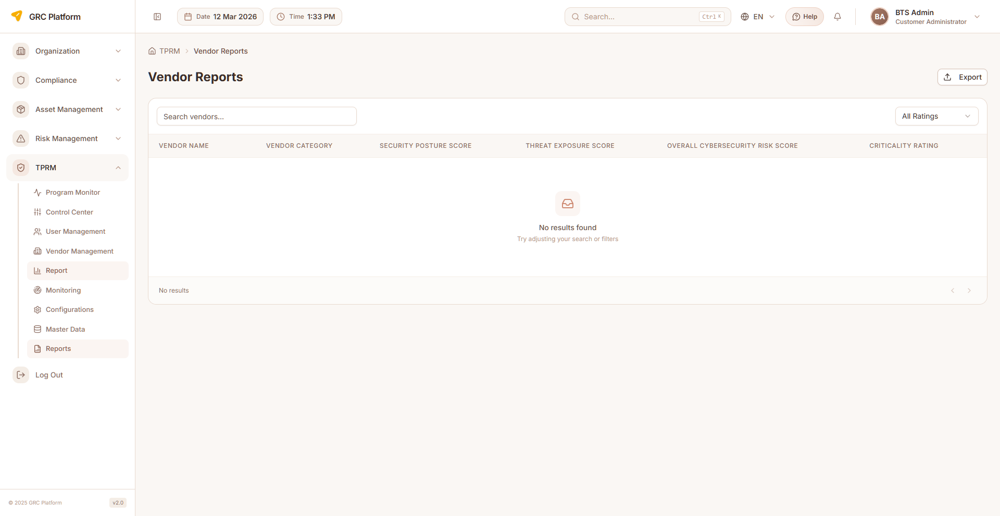 GRC Platform
Date 12 Mar 2026
Time 1:33 PM
Search...
Ctrl K
EN
Help
BA
BTS Admin
Customer Administrator
Organization
Compliance
Asset Management
Risk Management
TPRM
Program Monitor
Control Center
User Management
Vendor Management
Report
Monitoring
Configurations
Master Data
Reports
Log Out
© 2025 GRC Platform
v2.0
TPRM
Vendor Reports
Vendor Reports
Export
Search vendors...
All Ratings
VENDOR NAME VENDOR CATEGORY SECURITY POSTURE SCORE THREAT EXPOSURE SCORE OVERALL CYBERSECURITY RISK SCORE CRITICALITY RATING
No results found
Try adjusting your search or filters
No results